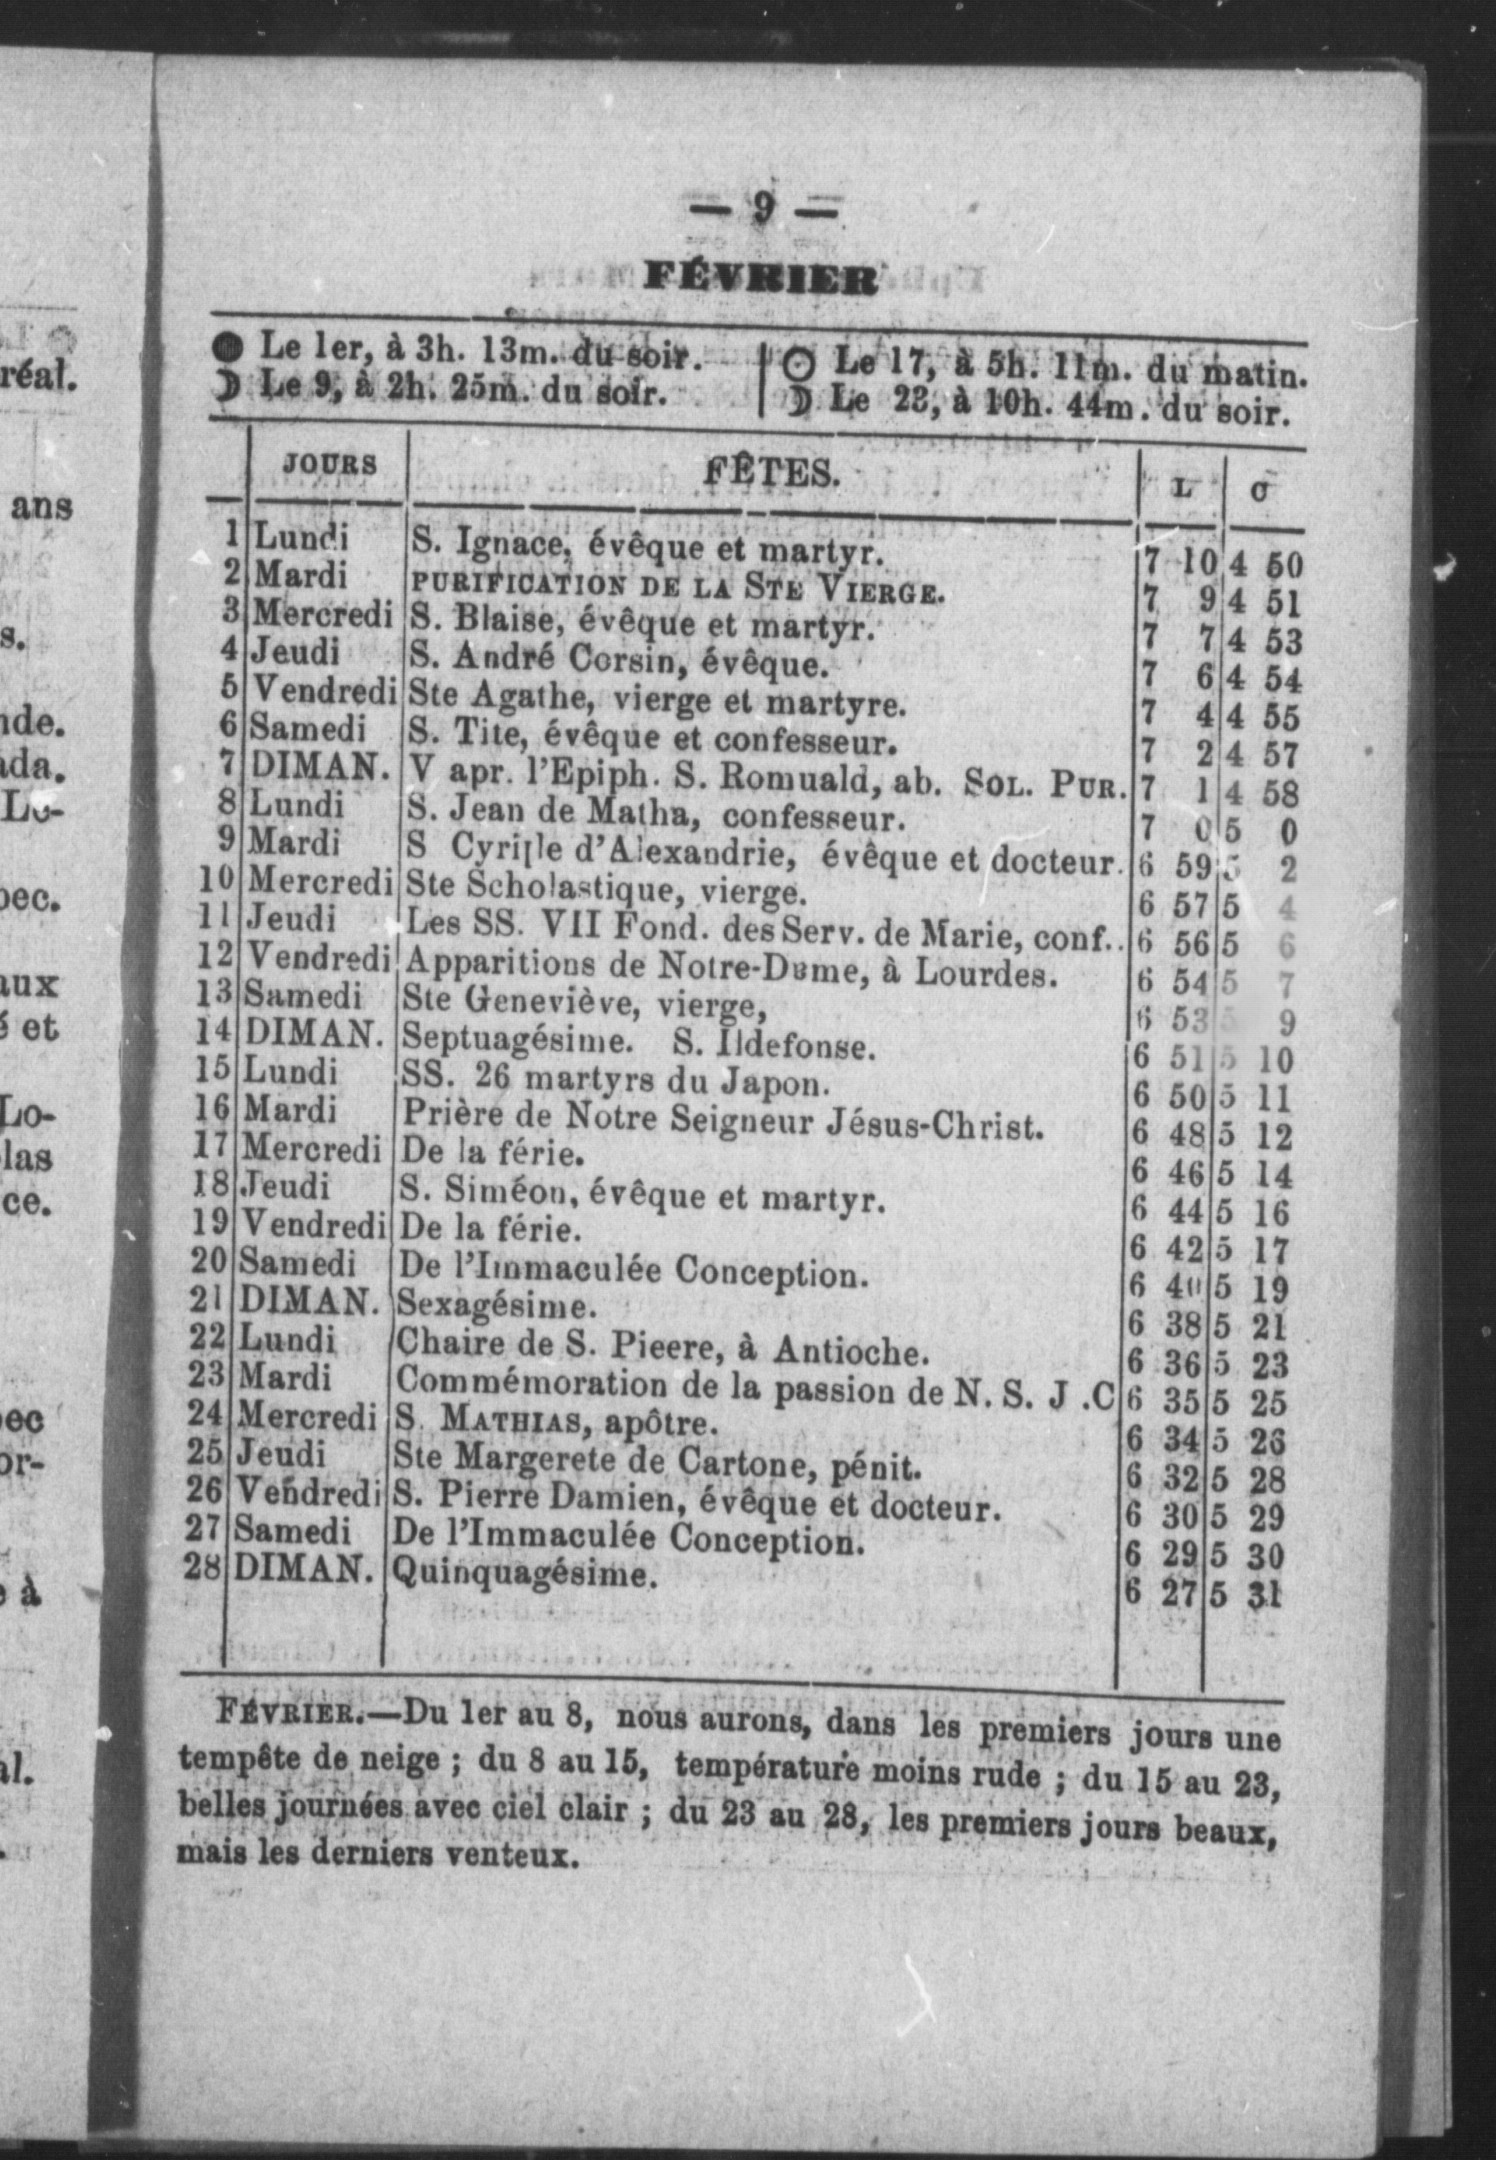 — 9 —
FÉVRIER
Le 1er, à 3h. 13m. du soir.
Le 9, à 2h. 25m. du soir.
Le 17, à 5h. 11m. du matin.
Le 23, à 10h. 44m. du soir.
JOURS FÊTES. L C
1 Lundi S. Ignace, évêque et martyr. 7 10 4 50
2 Mardi PURIFICATION DE LA STE VIERGE. 7 9 4 51
3 Mercredi S. Blaise, évêque et martyr. 7 7 4 53
4 Jeudi S. André Corsin, évêque. 7 6 4 54
5 Vendredi Ste Agathe, vierge et martyre. 7 4 4 55
6 Samedi S. Tite, évêque et confesseur. 7 2 4 57
7 DIMAN. V apr. l'Epiph. S. Romuald, ab. SOL. PUR. 7 1 4 58
8 Lundi S. Jean de Matha, confesseur. 7 0 5 0
9 Mardi S Cyrille d'Alexandrie, évêque et docteur. 6 59 5 2
10 Mercredi Ste Scholastique, vierge. 6 57 5 4
11 Jeudi Les SS. VII Fond. des Serv. de Marie, conf.. 6 56 5 6
12 Vendredi Apparitions de Notre-Dame, à Lourdes. 6 54 5 7
13 Samedi Ste Geneviève, vierge, 6 53 5 9
14 DIMAN. Septuagésime. S. Ildefonse. 6 51 5 10
15 Lundi SS. 26 martyrs du Japon. 6 50 5 11
16 Mardi Prière de Notre Seigneur Jésus-Christ. 6 48 5 12
17 Mercredi De la férie. 6 46 5 14
18 Jeudi S. Siméon, évêque et martyr. 6 44 5 16
19 Vendredi De la férie. 6 42 5 17
20 Samedi De l'Immaculée Conception. 6 40 5 19
21 DIMAN. Sexagésime. 6 38 5 21
22 Lundi Chaire de S. Pieere, à Antioche. 6 36 5 23
23 Mardi Commémoration de la passion de N. S. J .C 6 35 5 25
24 Mercredi S. MATHIAS, apôtre. 6 34 5 26
25 Jeudi Ste Margerete de Cartone, pénit. 6 32 5 28
26 Vendredi S. Pierre Damien, évêque et docteur. 6 30 5 29
27 Samedi De l'Immaculée Conception. 6 29 5 30
28 DIMAN. Quinquagésime. 6 27 5 31
FÉVRIER.—Du 1er au 8, nous aurons, dans les premiers jours une
tempête de neige ; du 8 au 15, température moins rude ; du 15 au 23,
belles journées avec ciel clair ; du 23 au 28, les premiers jours beaux,
mais les derniers venteux.